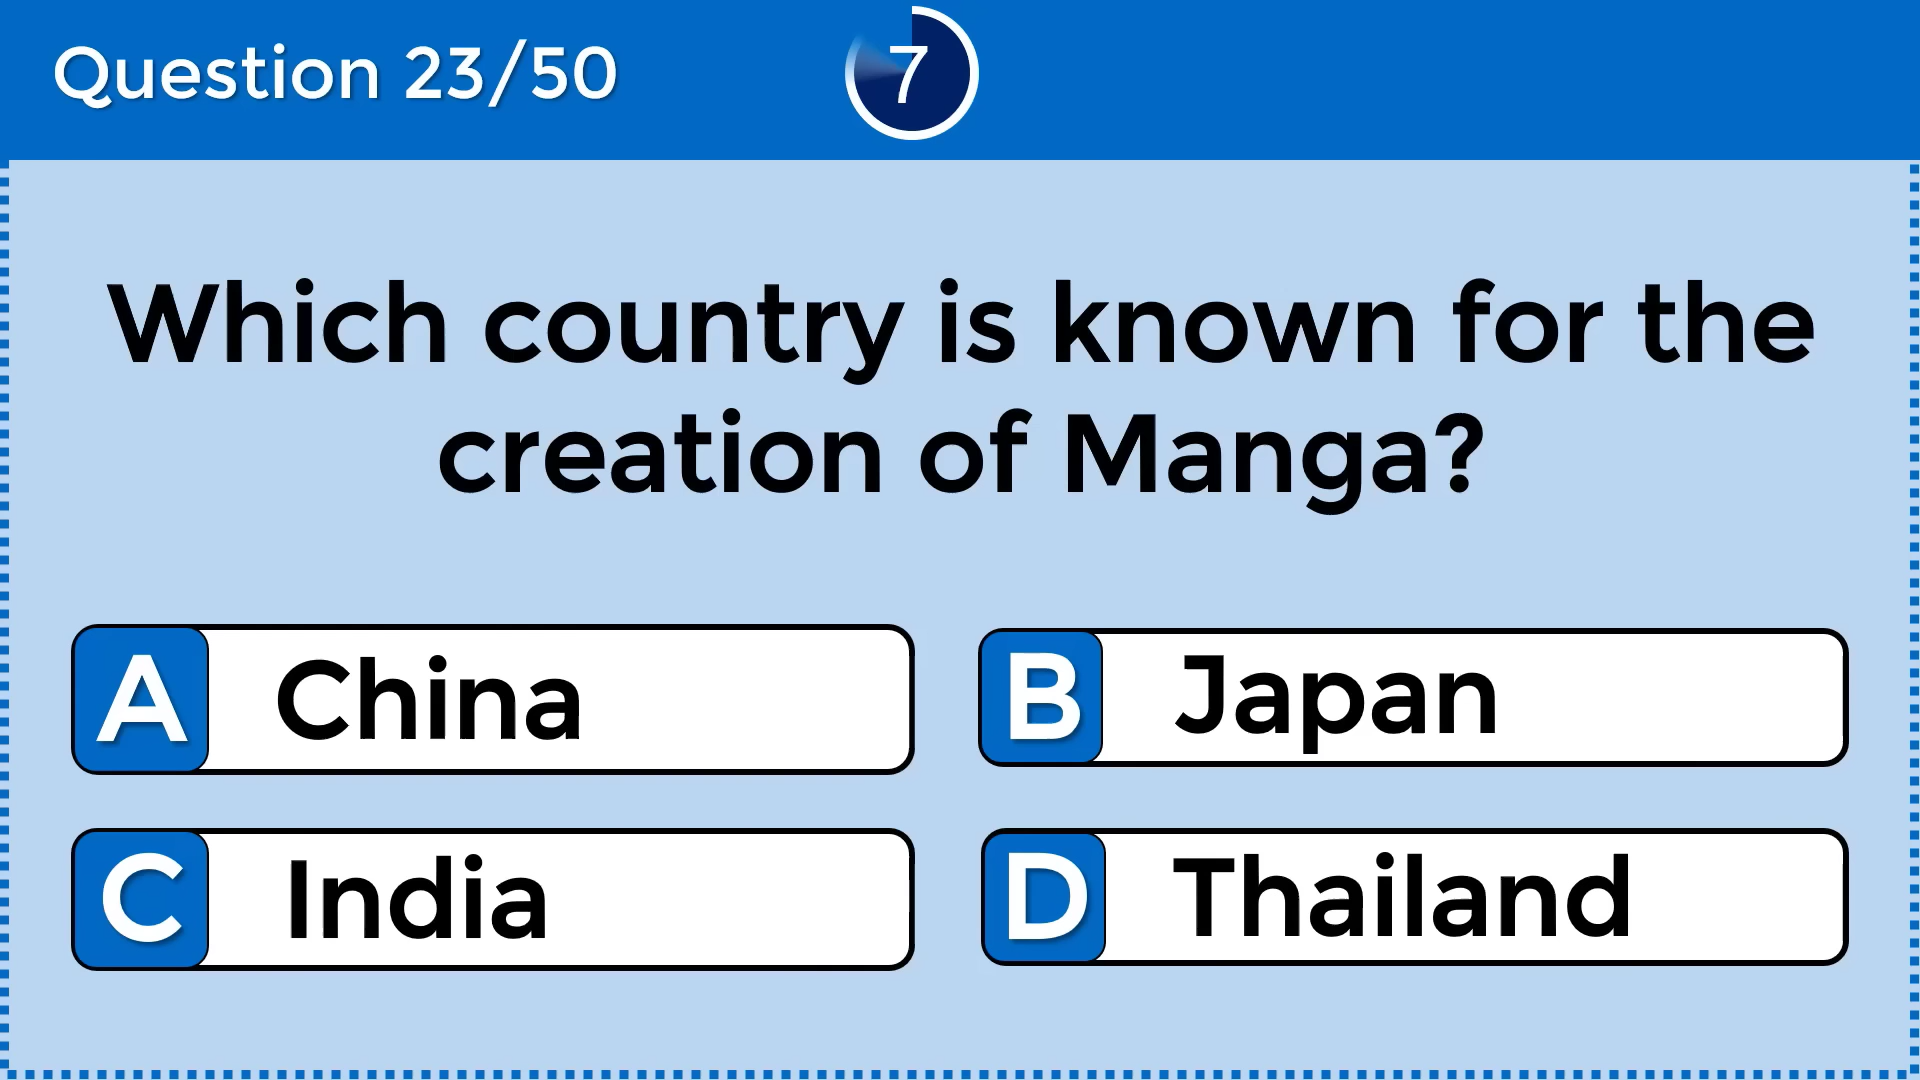 Question 23/50
7
Which country is known for the
creation of Manga?
A China
B Japan
C India
D Thailand